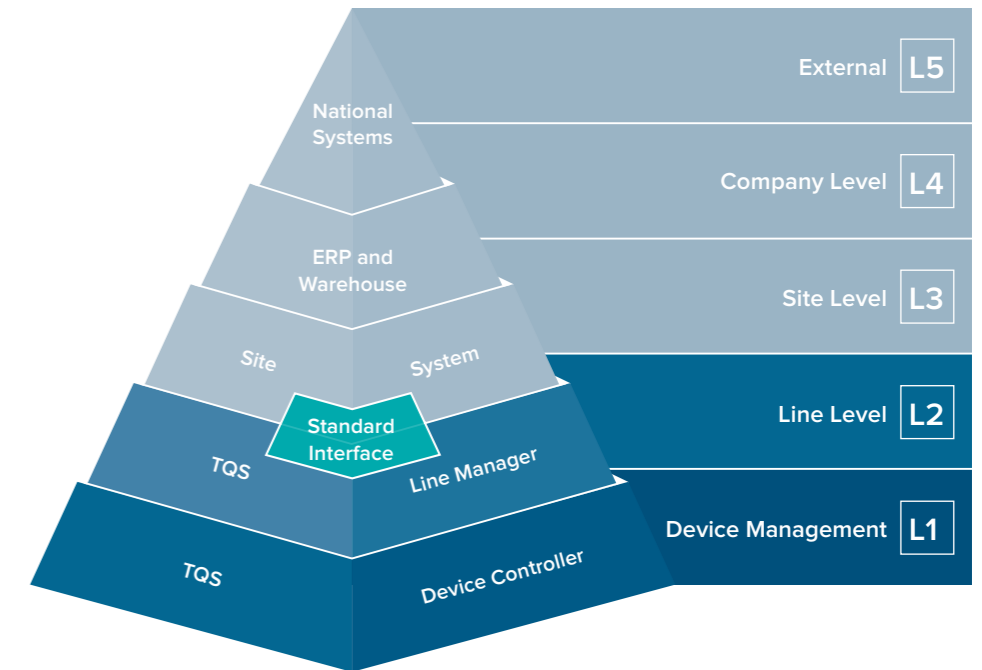 External L5
National
Systems
Company Level L4
ERP and
Warehouse
Site Level L3
Site System
Standard
Interface
Line Level L2
TQS Line Manager
Device Management L1
TQS Device Controller